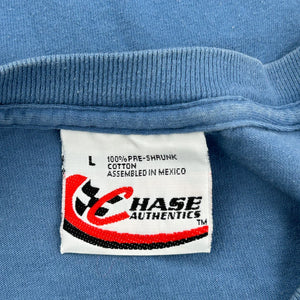 L 100% PRE-SHRUNK
COTTON
ASSEMBLED IN MEXICO
CHASE
AUTHENTICS
TM